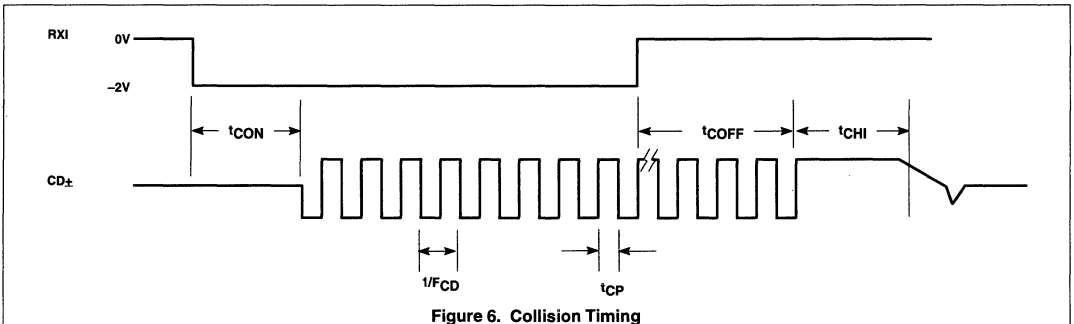 RXI
0V
–2V
tCON
tCOFF
tCHI
CD±
1/FCD
tCP
Figure 6. Collision Timing